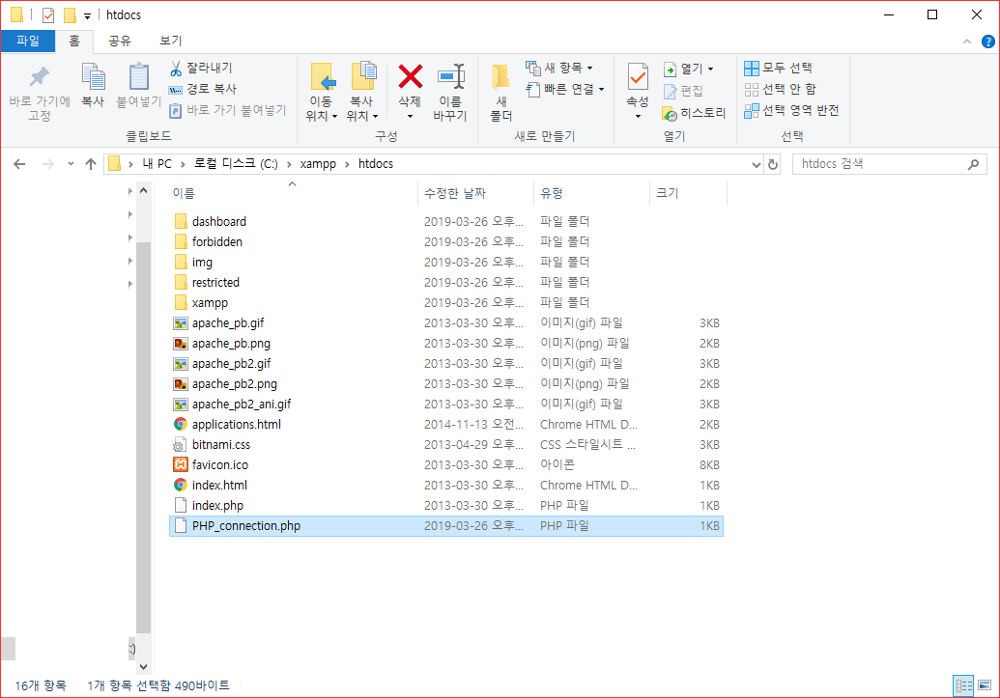 htdocs
파일 홈 공유 보기
바로 가기에 고정
복사
붙여넣기
잘라내기
경로 복사
바로 가기 붙여넣기
클립보드
이동 위치
복사 위치
삭제
이름 바꾸기
구성
새 폴더
새 항목
빠른 연결
새로 만들기
속성
열기
편집
히스토리
열기
모두 선택
선택 안 함
선택 영역 반전
선택
내 PC > 로컬 디스크 (C:) > xampp > htdocs
htdocs 검색
이름 수정한 날짜 유형 크기
dashboard 2019-03-26 오후... 파일 폴더
forbidden 2019-03-26 오후... 파일 폴더
img 2019-03-26 오후... 파일 폴더
restricted 2019-03-26 오후... 파일 폴더
xampp 2019-03-26 오후... 파일 폴더
apache_pb.gif 2013-03-30 오후... 이미지(gif) 파일 3KB
apache_pb.png 2013-03-30 오후... 이미지(png) 파일 2KB
apache_pb2.gif 2013-03-30 오후... 이미지(gif) 파일 3KB
apache_pb2.png 2013-03-30 오후... 이미지(png) 파일 2KB
apache_pb2_ani.gif 2013-03-30 오후... 이미지(gif) 파일 3KB
applications.html 2014-11-13 오전... Chrome HTML D... 2KB
bitnami.css 2013-04-29 오후... CSS 스타일시트 ... 3KB
favicon.ico 2013-03-30 오후... 아이콘 8KB
index.html 2013-03-30 오후... Chrome HTML D... 1KB
index.php 2013-03-30 오후... PHP 파일 1KB
PHP_connection.php 2019-03-26 오후... PHP 파일 1KB
:)
16개 항목 1개 항목 선택함 490바이트